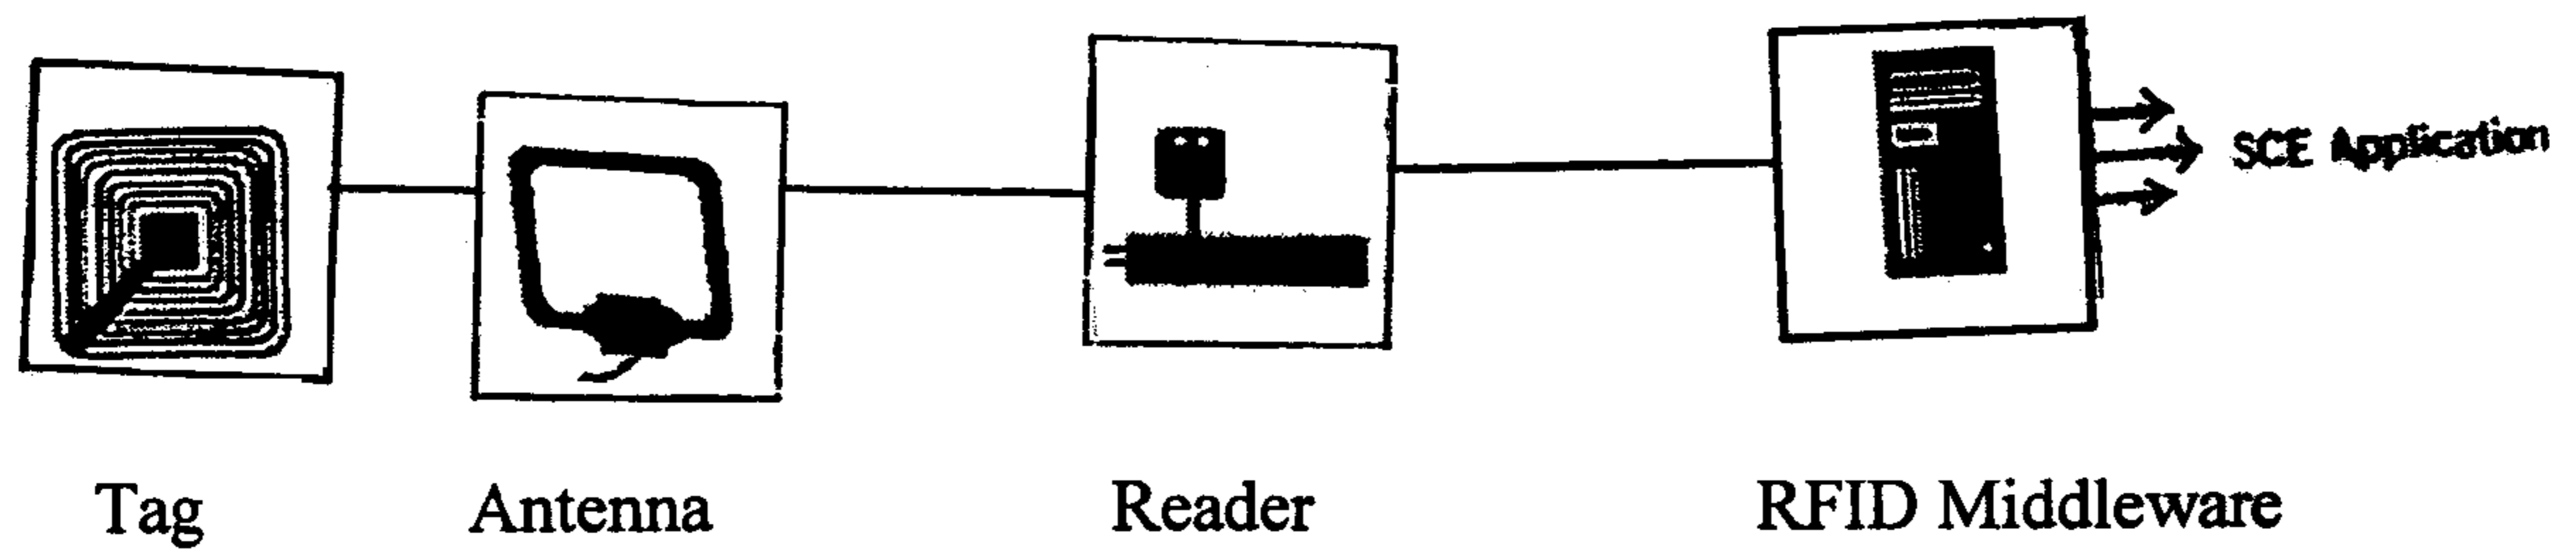 SCE Application
Tag
Antenna
Reader
RFID Middleware